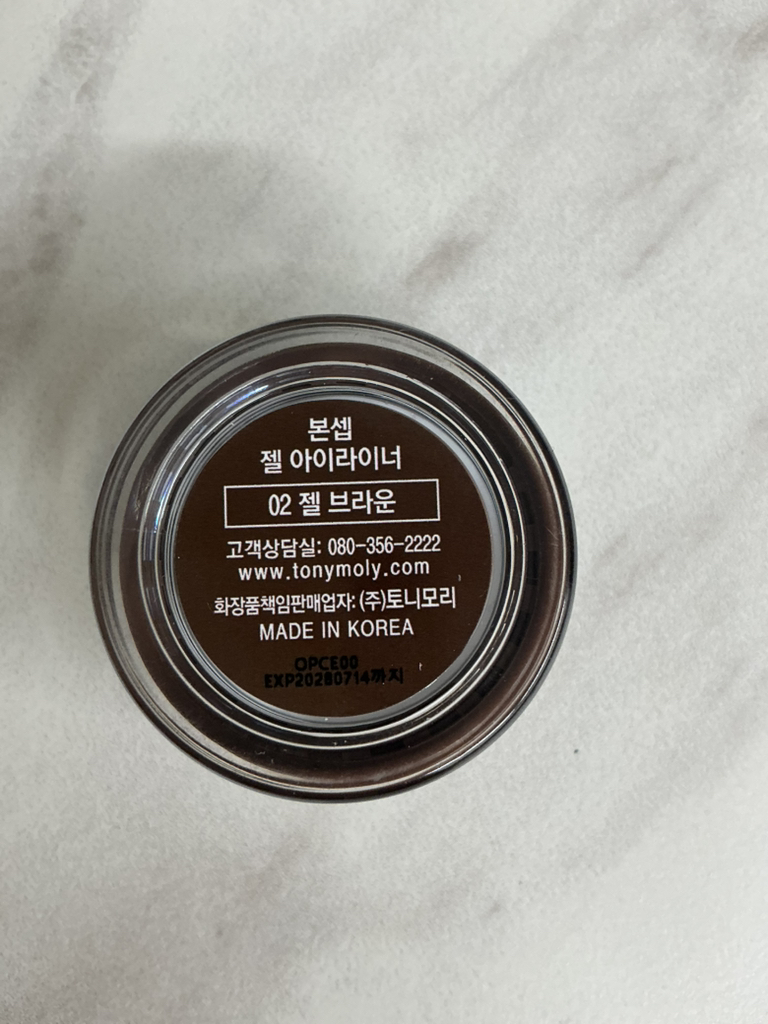 본셉
젤 아이라이너
02 젤 브라운
고객상담실: 080-356-2222
www.tonymoly.com
화장품책임판매업자: (주)토니모리
MADE IN KOREA
OPCE00
EXP20280714까지